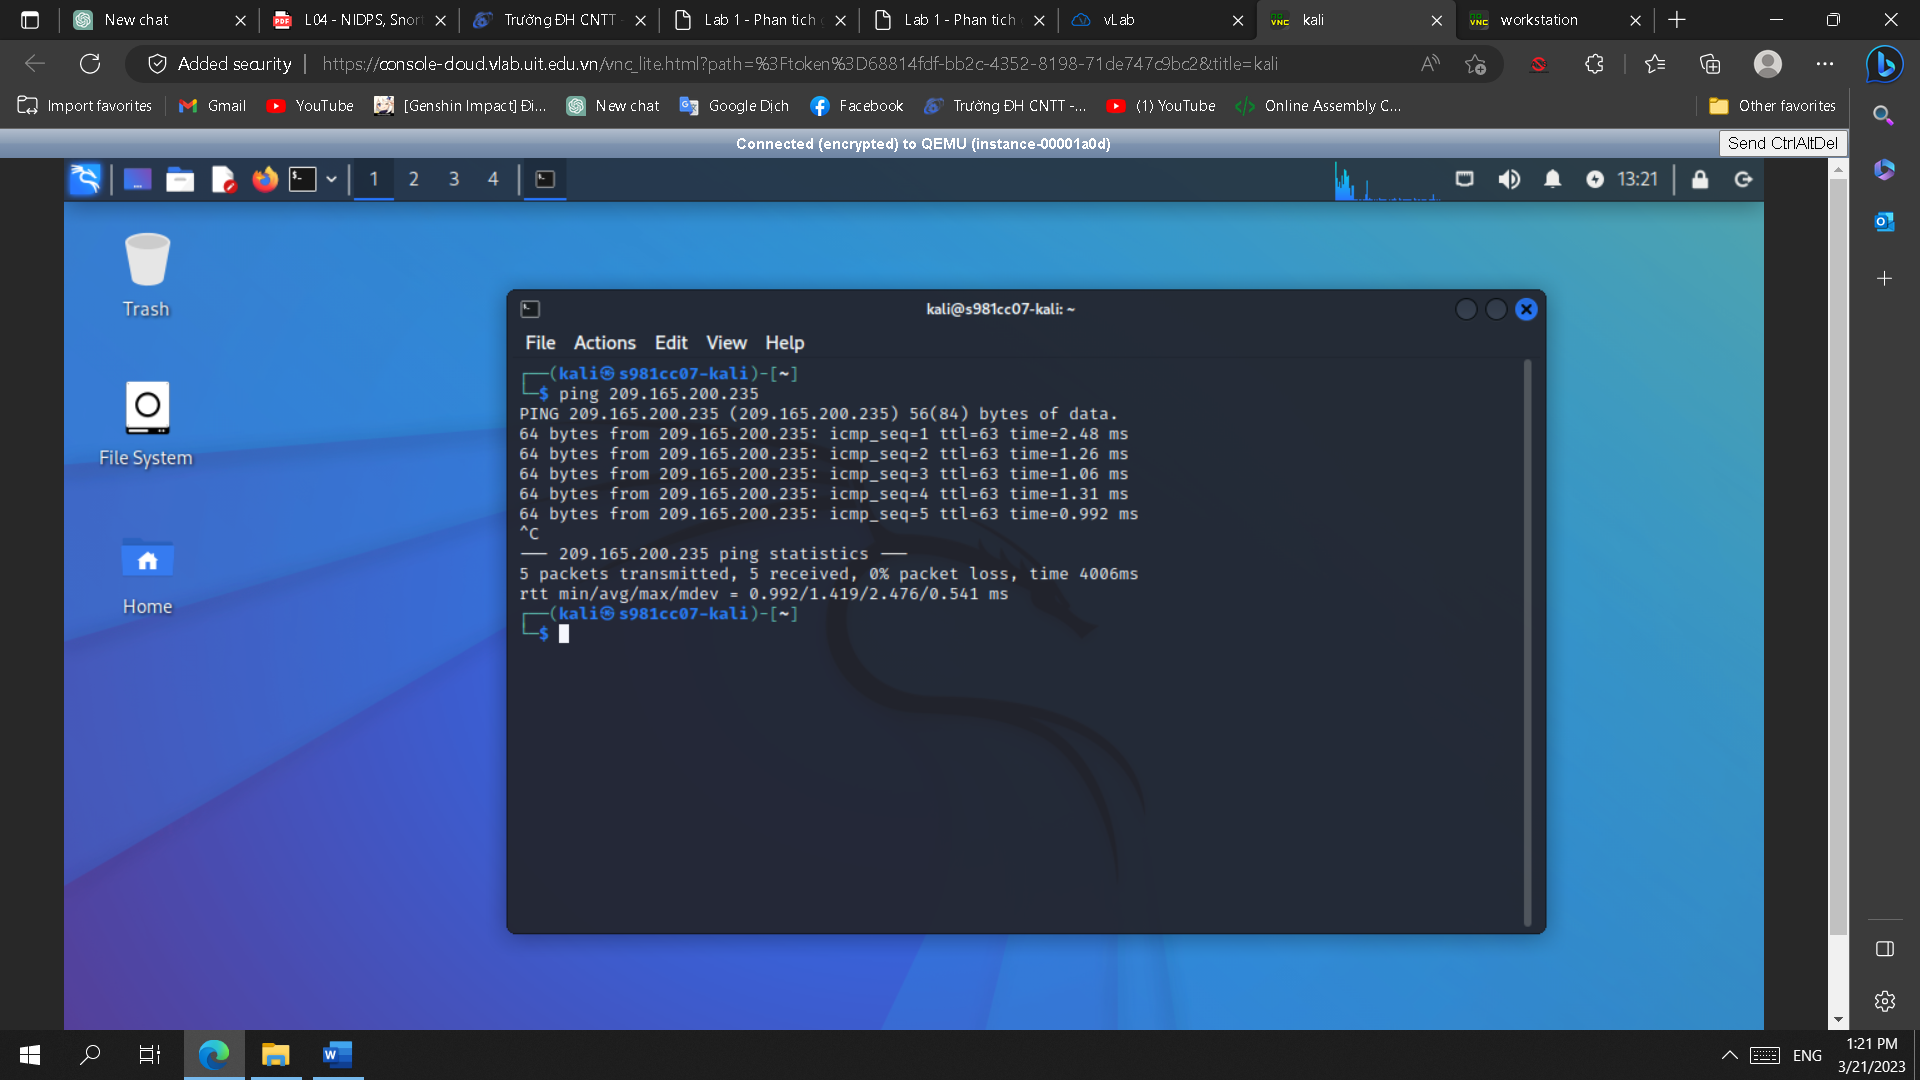 New chat
L04 - NIDPS, Snor
Trường ĐH CNTT -
Lab 1 - Phan tich
Lab 1 - Phan tich
vLab
kali
workstation
Added security
https://console-cloud.vlab.uit.edu.vn/vnc_lite.html?path=%3Ftoken%3D68814fdf-bb2c-4352-8198-71de747c9bc2&title=kali
Import favorites
Gmail
YouTube
[Genshin Impact] Đi...
New chat
Google Dịch
Facebook
Trường ĐH CNTT -...
(1) YouTube
Online Assembly C...
Other favorites
Connected (encrypted) to QEMU (instance-00001a0d)
Send CtrlAltDel
1 2 3 4
13:21
Trash
File System
Home
kali@s981cc07-kali: ~
File Actions Edit View Help
┌──(kali㉿s981cc07-kali)-[~]
└─$ ping 209.165.200.235
PING 209.165.200.235 (209.165.200.235) 56(84) bytes of data.
64 bytes from 209.165.200.235: icmp_seq=1 ttl=63 time=2.48 ms
64 bytes from 209.165.200.235: icmp_seq=2 ttl=63 time=1.26 ms
64 bytes from 209.165.200.235: icmp_seq=3 ttl=63 time=1.06 ms
64 bytes from 209.165.200.235: icmp_seq=4 ttl=63 time=1.31 ms
64 bytes from 209.165.200.235: icmp_seq=5 ttl=63 time=0.992 ms
^C
--- 209.165.200.235 ping statistics ---
5 packets transmitted, 5 received, 0% packet loss, time 4006ms
rtt min/avg/max/mdev = 0.992/1.419/2.476/0.541 ms
┌──(kali㉿s981cc07-kali)-[~]
└─$
ENG
1:21 PM
3/21/2023